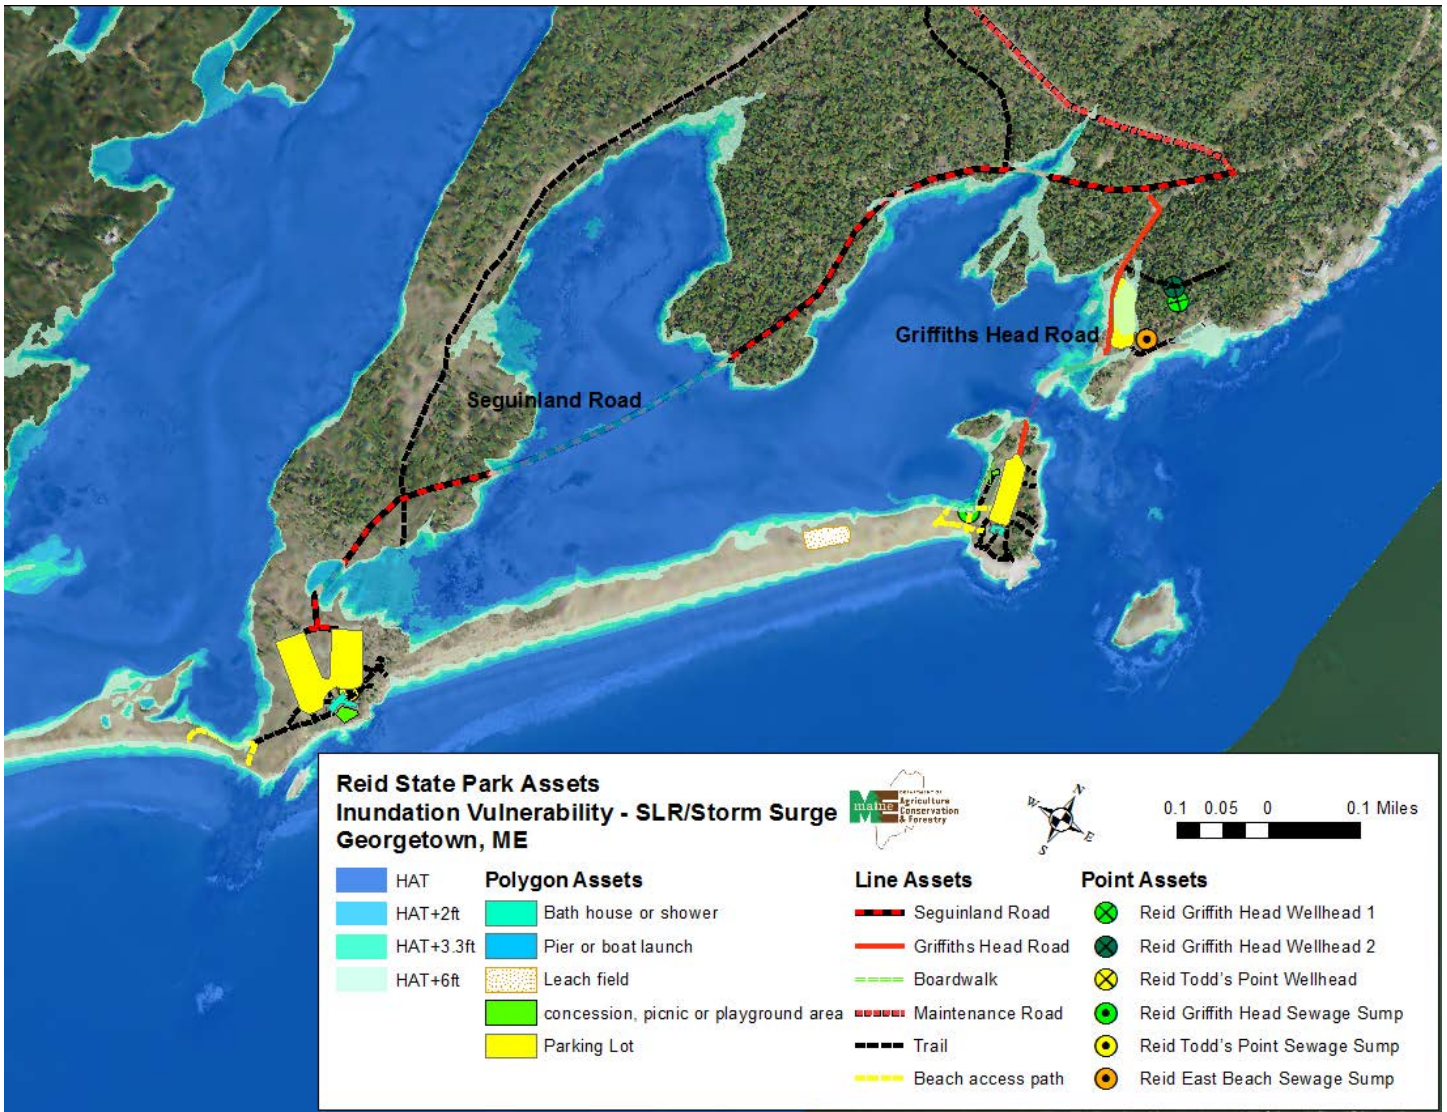 Griffiths Head Road
Seguinland Road
Reid State Park Assets
Inundation Vulnerability - SLR/Storm Surge
Georgetown, ME
maine
Agriculture
Conservation
& Forestry
N
W
E
S
0.1 0.05 0 0.1 Miles
HAT
HAT+2ft
HAT+3.3ft
HAT+6ft
Polygon Assets
Bath house or shower
Pier or boat launch
Leach field
concession, picnic or playground area
Parking Lot
Line Assets
Seguinland Road
Griffiths Head Road
Boardwalk
Maintenance Road
Trail
Beach access path
Point Assets
Reid Griffith Head Wellhead 1
Reid Griffith Head Wellhead 2
Reid Todd's Point Wellhead
Reid Griffith Head Sewage Sump
Reid Todd's Point Sewage Sump
Reid East Beach Sewage Sump